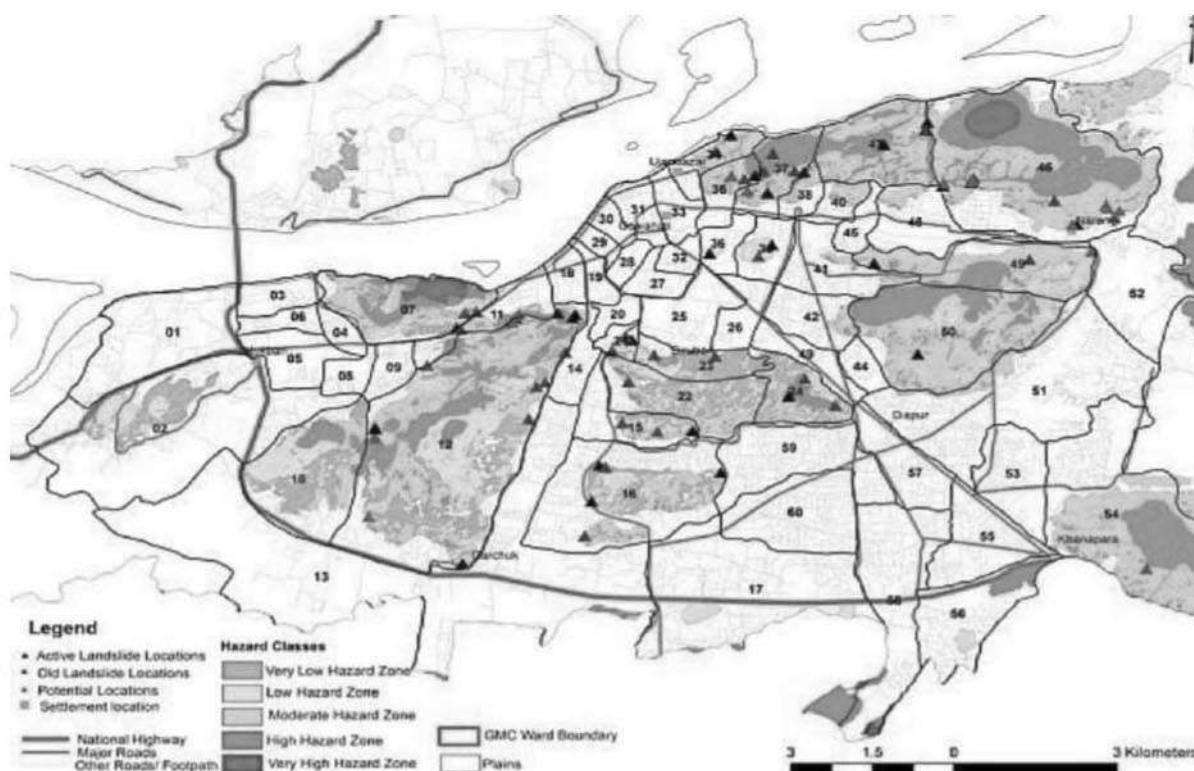 46
37
36
38
40
31
33
30
45
48
29
36
28
32
41
49
62
18
19
27
03
07
11
06
20
25
42
01
04
26
50
05
09
43
44
14
23
08
51
22
24
Dispur
02
15
12
59
57
53
10
16
54
60
55
Khanapara
Garchuk
13
17
58
56
Legend
Active Landslide Locations
Old Landslide Locations
Potential Locations
Settlement location
National Highway
Major Roads
Other Roads/ Footpath
Hazard Classes
Very Low Hazard Zone
Low Hazard Zone
Moderate Hazard Zone
High Hazard Zone
Very High Hazard Zone
GMC Ward Boundary
Plains
3 1.5 0 3 Kilometers